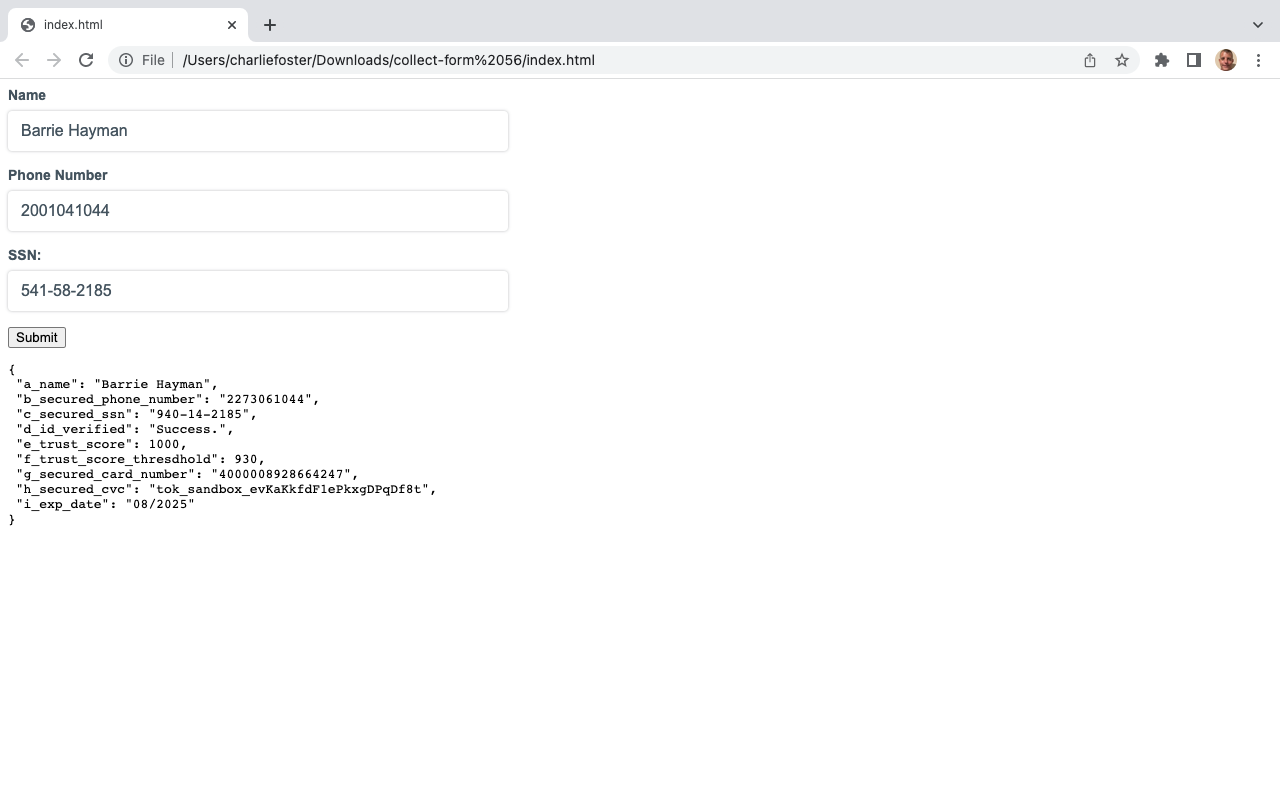 index.html
File
/Users/charliefoster/Downloads/collect-form%2056/index.html
Name
Barrie Hayman
Phone Number
2001041044
SSN:
541-58-2185
Submit
{
"a_name": "Barrie Hayman",
"b_secured_phone_number": "2273061044",
"c_secured_ssn": "940-14-2185",
"d_id_verified": "Success.",
"e_trust_score": 1000,
"f_trust_score_thresdhold": 930,
"g_secured_card_number": "4000008928664247",
"h_secured_cvc": "tok_sandbox_evKaKkfdF1ePkxgDPqDf8t",
"i_exp_date": "08/2025"
}